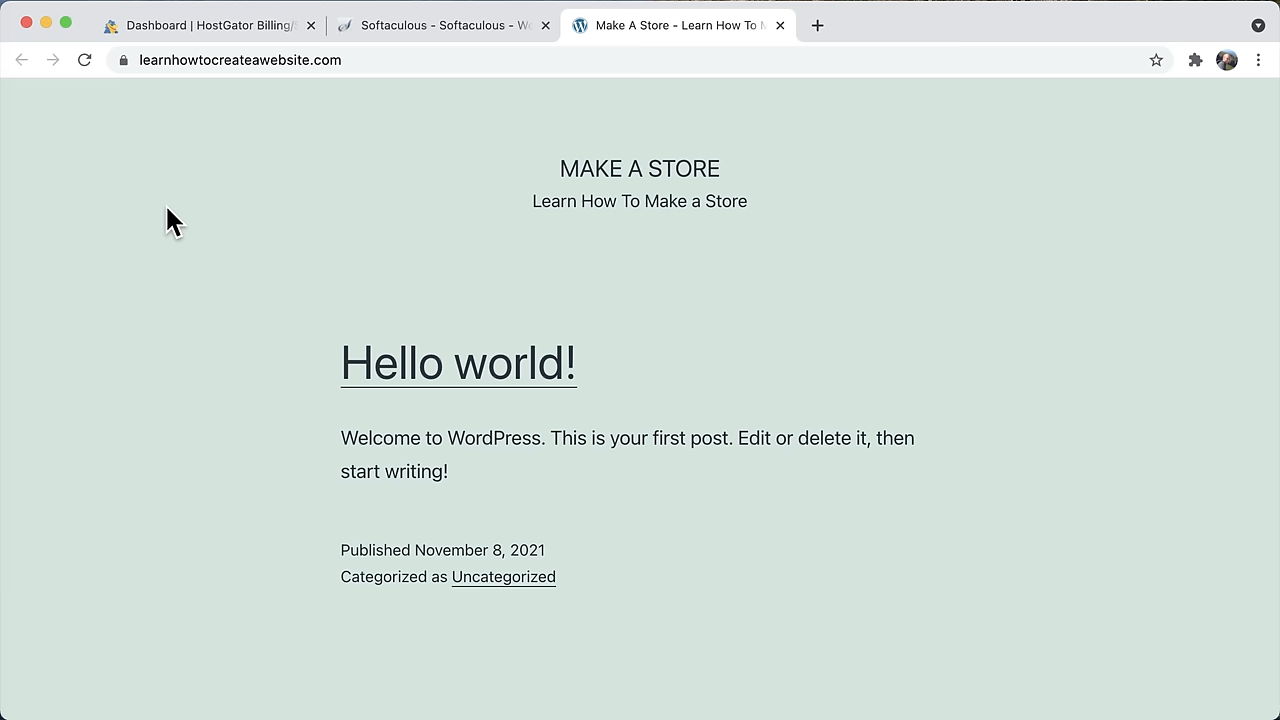 Dashboard | HostGator Billing/S
Softaculous - Softaculous - Wo
Make A Store - Learn How To M
learnhowtocreateawebsite.com
MAKE A STORE
Learn How To Make a Store
Hello world!
Welcome to WordPress. This is your first post. Edit or delete it, then
start writing!
Published November 8, 2021
Categorized as Uncategorized